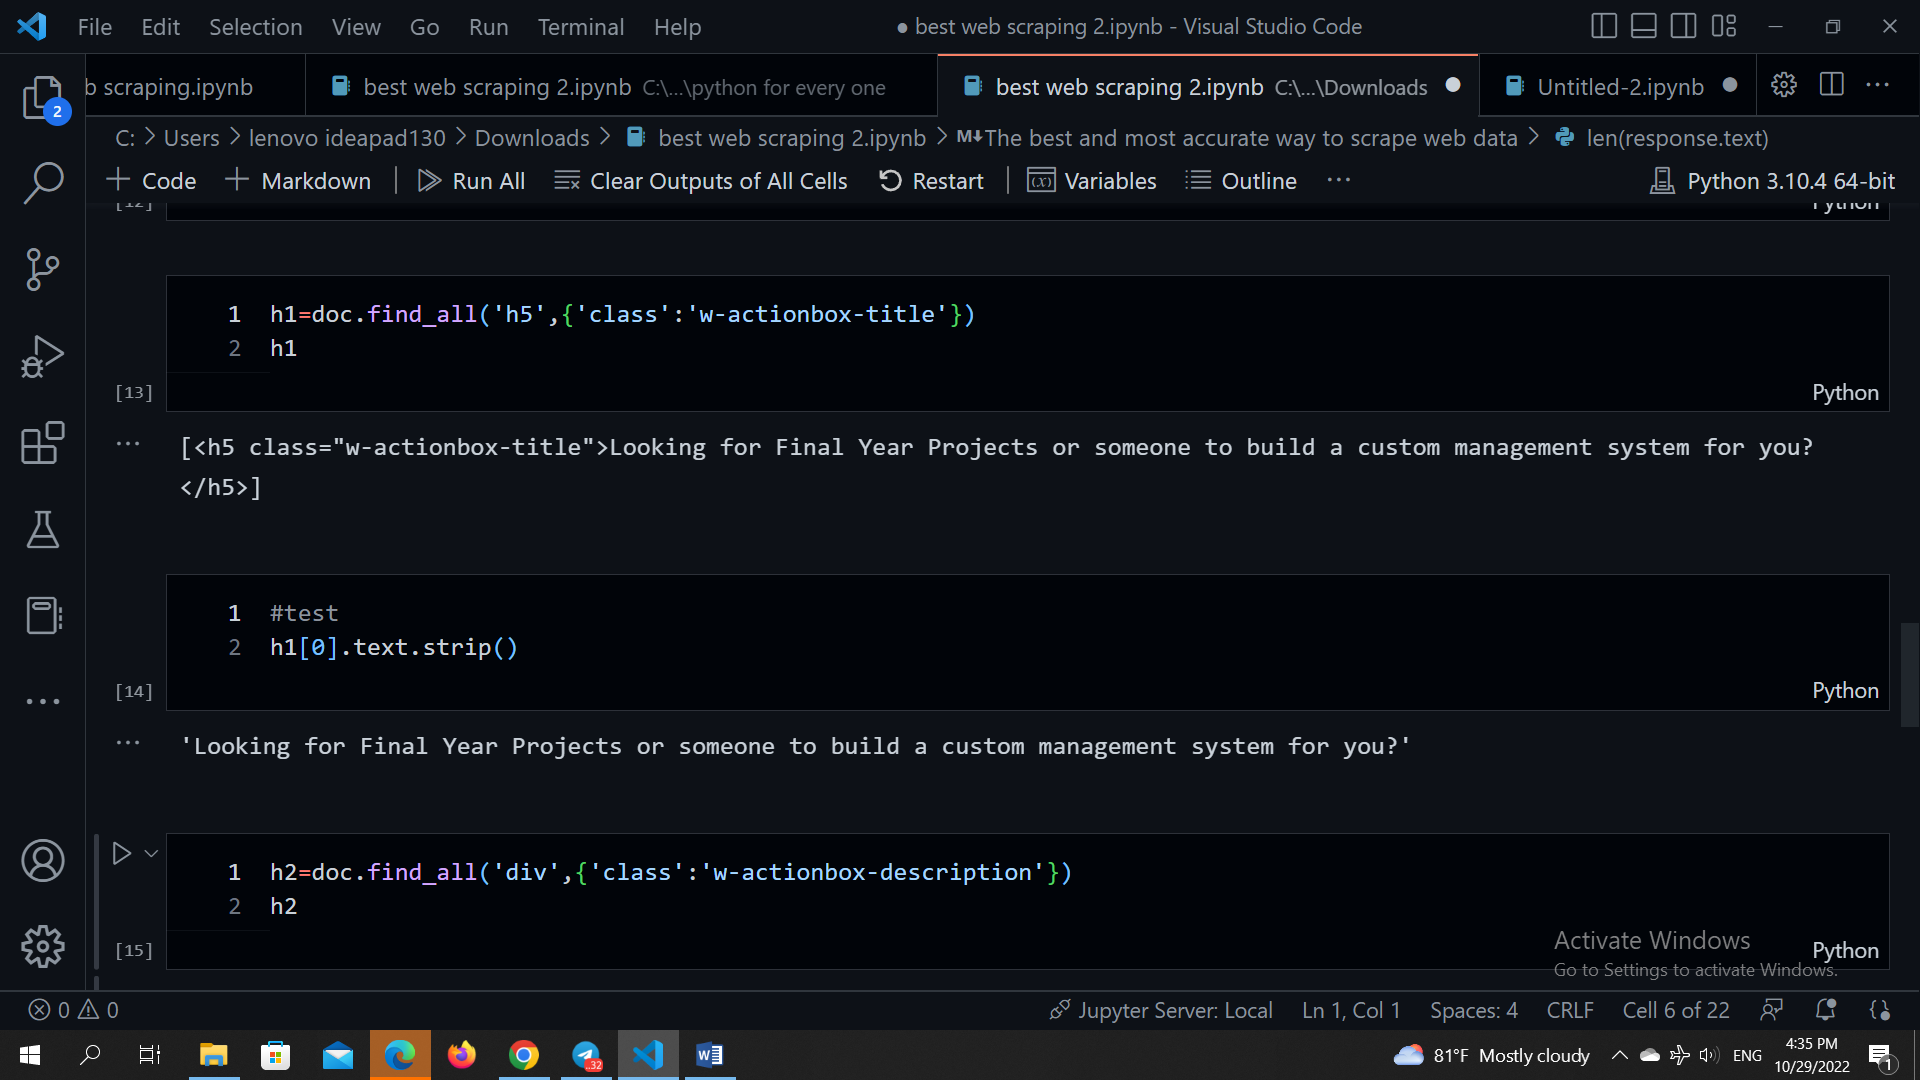 File Edit Selection View Go Run Terminal Help ● best web scraping 2.ipynb - Visual Studio Code
b scraping.ipynb best web scraping 2.ipynb C:\...\python for every one best web scraping 2.ipynb C:\...\Downloads ● Untitled-2.ipynb ● ...
2
C: > Users > lenovo ideapad130 > Downloads > best web scraping 2.ipynb > M↓The best and most accurate way to scrape web data > len(response.text)
+ Code + Markdown | Run All Clear Outputs of All Cells Restart | (x) Variables Outline ... Python 3.10.4 64-bit
[12] Python
1 h1=doc.find_all('h5',{'class':'w-actionbox-title'})
2 h1
[13] Python
... [<h5 class="w-actionbox-title">Looking for Final Year Projects or someone to build a custom management system for you?
</h5>]
1 #test
2 h1[0].text.strip()
[14] Python
... 'Looking for Final Year Projects or someone to build a custom management system for you?'
1 h2=doc.find_all('div',{'class':'w-actionbox-description'})
2 h2
[15] Python
Activate Windows
Go to Settings to activate Windows.
0 0 Jupyter Server: Local Ln 1, Col 1 Spaces: 4 CRLF Cell 6 of 22
..32 81°F Mostly cloudy ENG 4:35 PM
10/29/2022 1